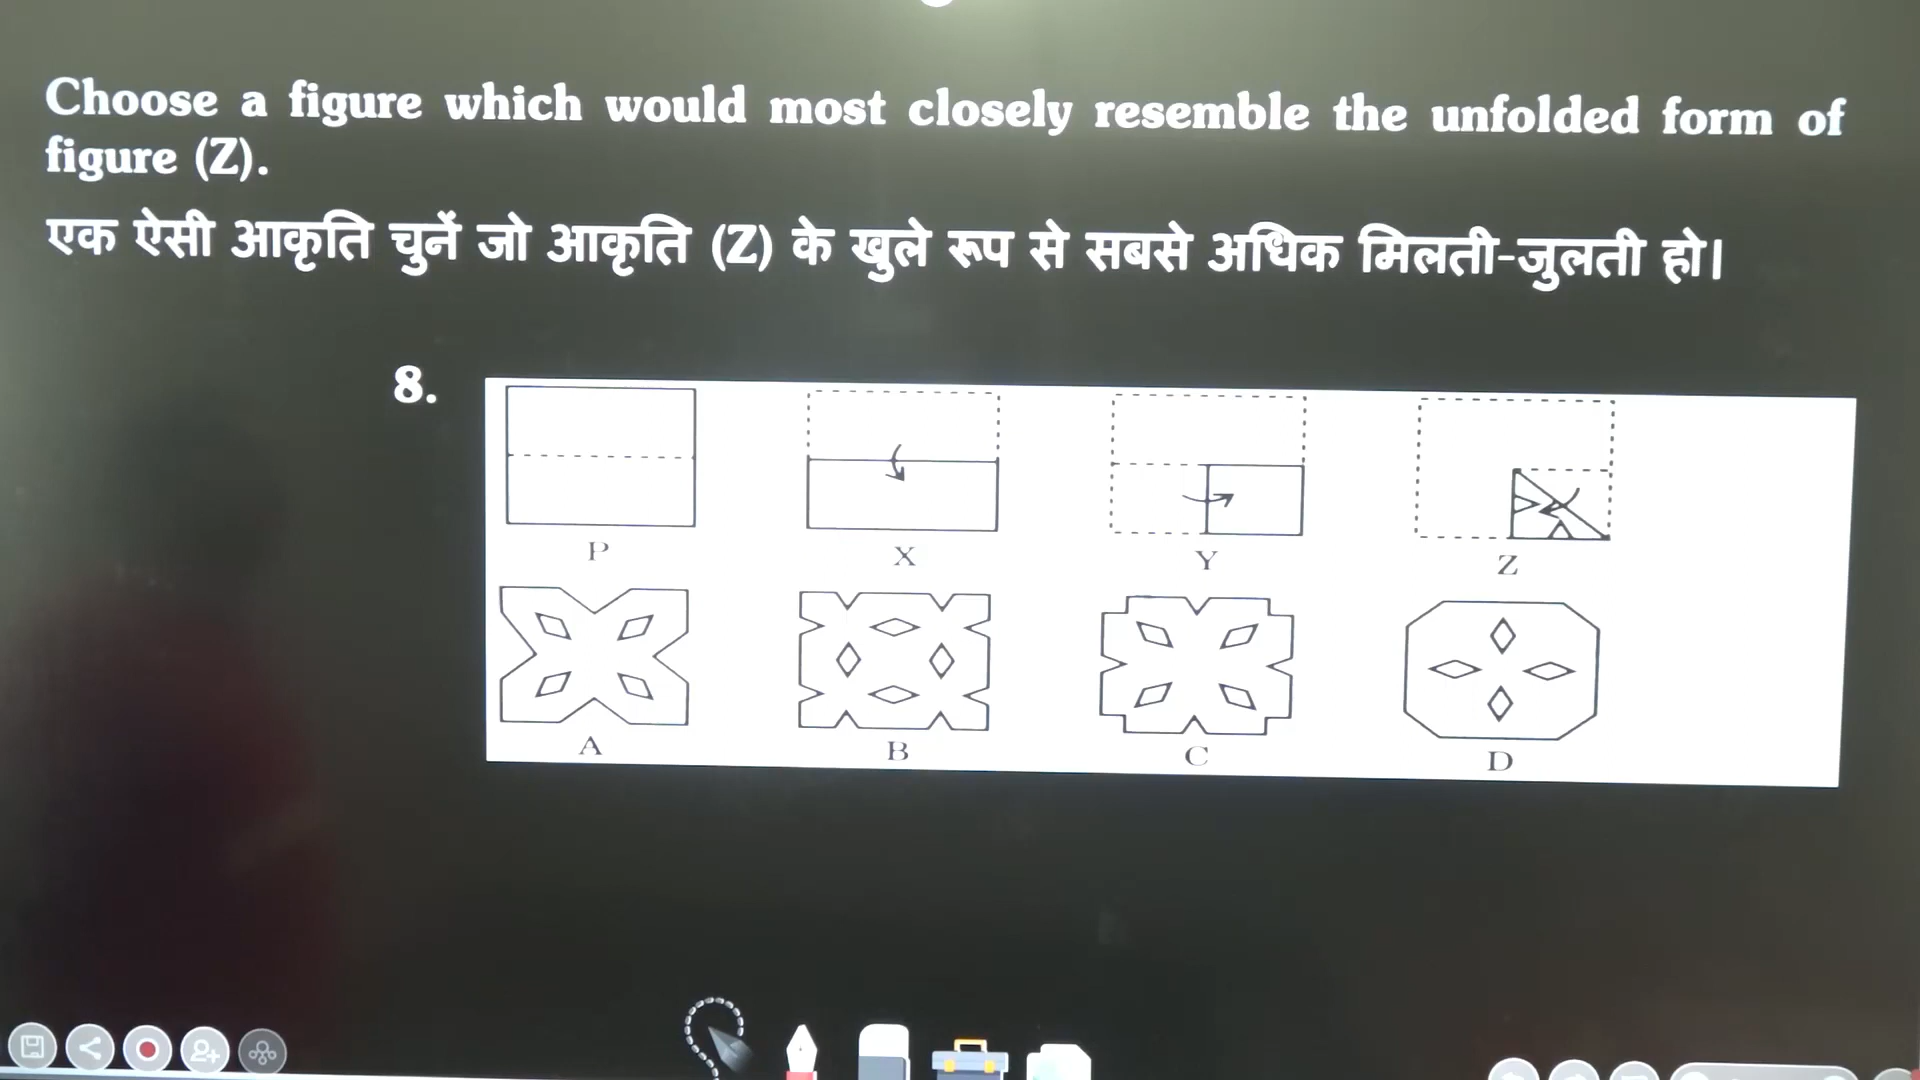 Choose a figure which would most closely resemble the unfolded form of
figure (Z).
एक ऐसी आकृति चुनें जो आकृति (Z) के खुले रूप से सबसे अधिक मिलती-जुलती हो।
8.
P X Y Z
A B C D